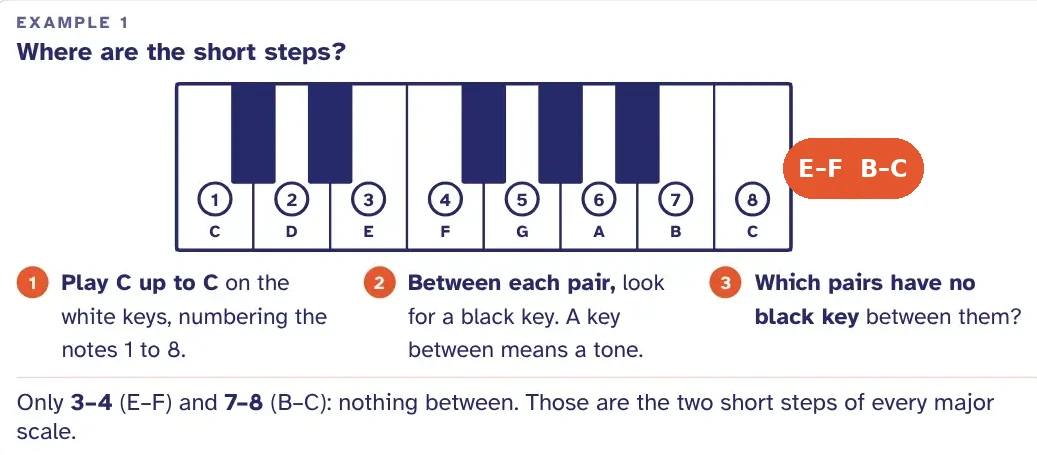 EXAMPLE 1
Where are the short steps?
1 2 3 4 5 6 7 8
C D E F G A B C
E–F B–C
1 Play C up to C on the
white keys, numbering the
notes 1 to 8.
2 Between each pair, look
for a black key. A key
between means a tone.
3 Which pairs have no
black key between them?
Only 3–4 (E–F) and 7–8 (B–C): nothing between. Those are the two short steps of every major
scale.